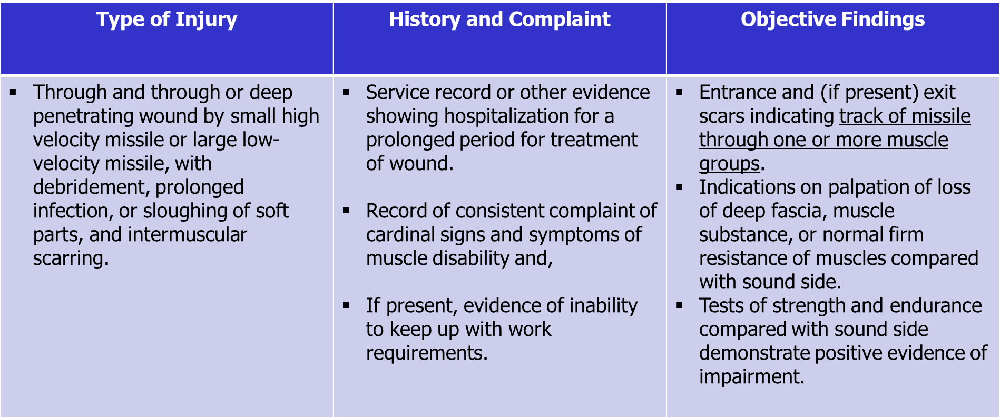 Type of Injury
History and Complaint
Objective Findings
▪ Through and through or deep
penetrating wound by small high
velocity missile or large low-
velocity missile, with
debridement, prolonged
infection, or sloughing of soft
parts, and intermuscular
scarring.
▪ Service record or other evidence
showing hospitalization for a
prolonged period for treatment
of wound.
▪ Record of consistent complaint of
cardinal signs and symptoms of
muscle disability and,
▪ If present, evidence of inability
to keep up with work
requirements.
▪ Entrance and (if present) exit
scars indicating track of missile
through one or more muscle
groups.
▪ Indications on palpation of loss
of deep fascia, muscle
substance, or normal firm
resistance of muscles compared
with sound side.
▪ Tests of strength and endurance
compared with sound side
demonstrate positive evidence of
impairment.